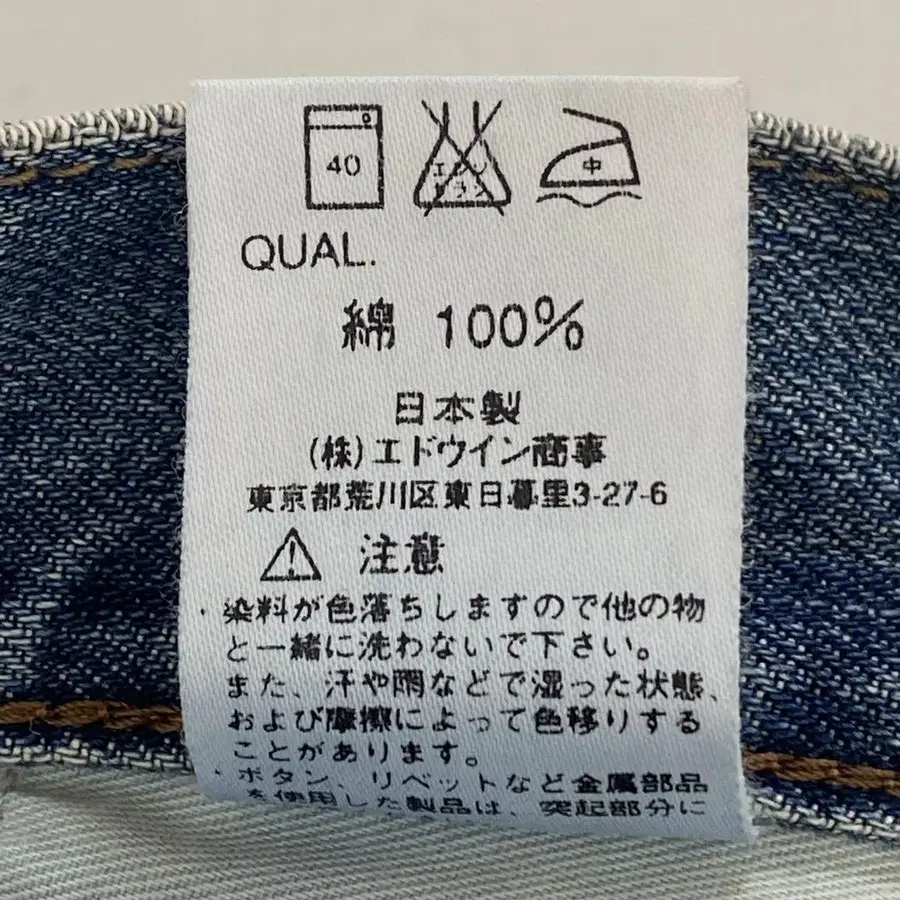 40
エンソ
サラシ
中
QUAL.
綿 100%
日本製
(株)エドウイン商事
東京都荒川区東日暮里3-27-6
注意
・染料が色落ちしますので他の物
と一緒に洗わないで下さい。
また、汗や雨などで湿った状態、
および摩擦によって色移りする
ことがあります。
・ボタン、リベットなど金属部品
を使用した製品は、突起部分に